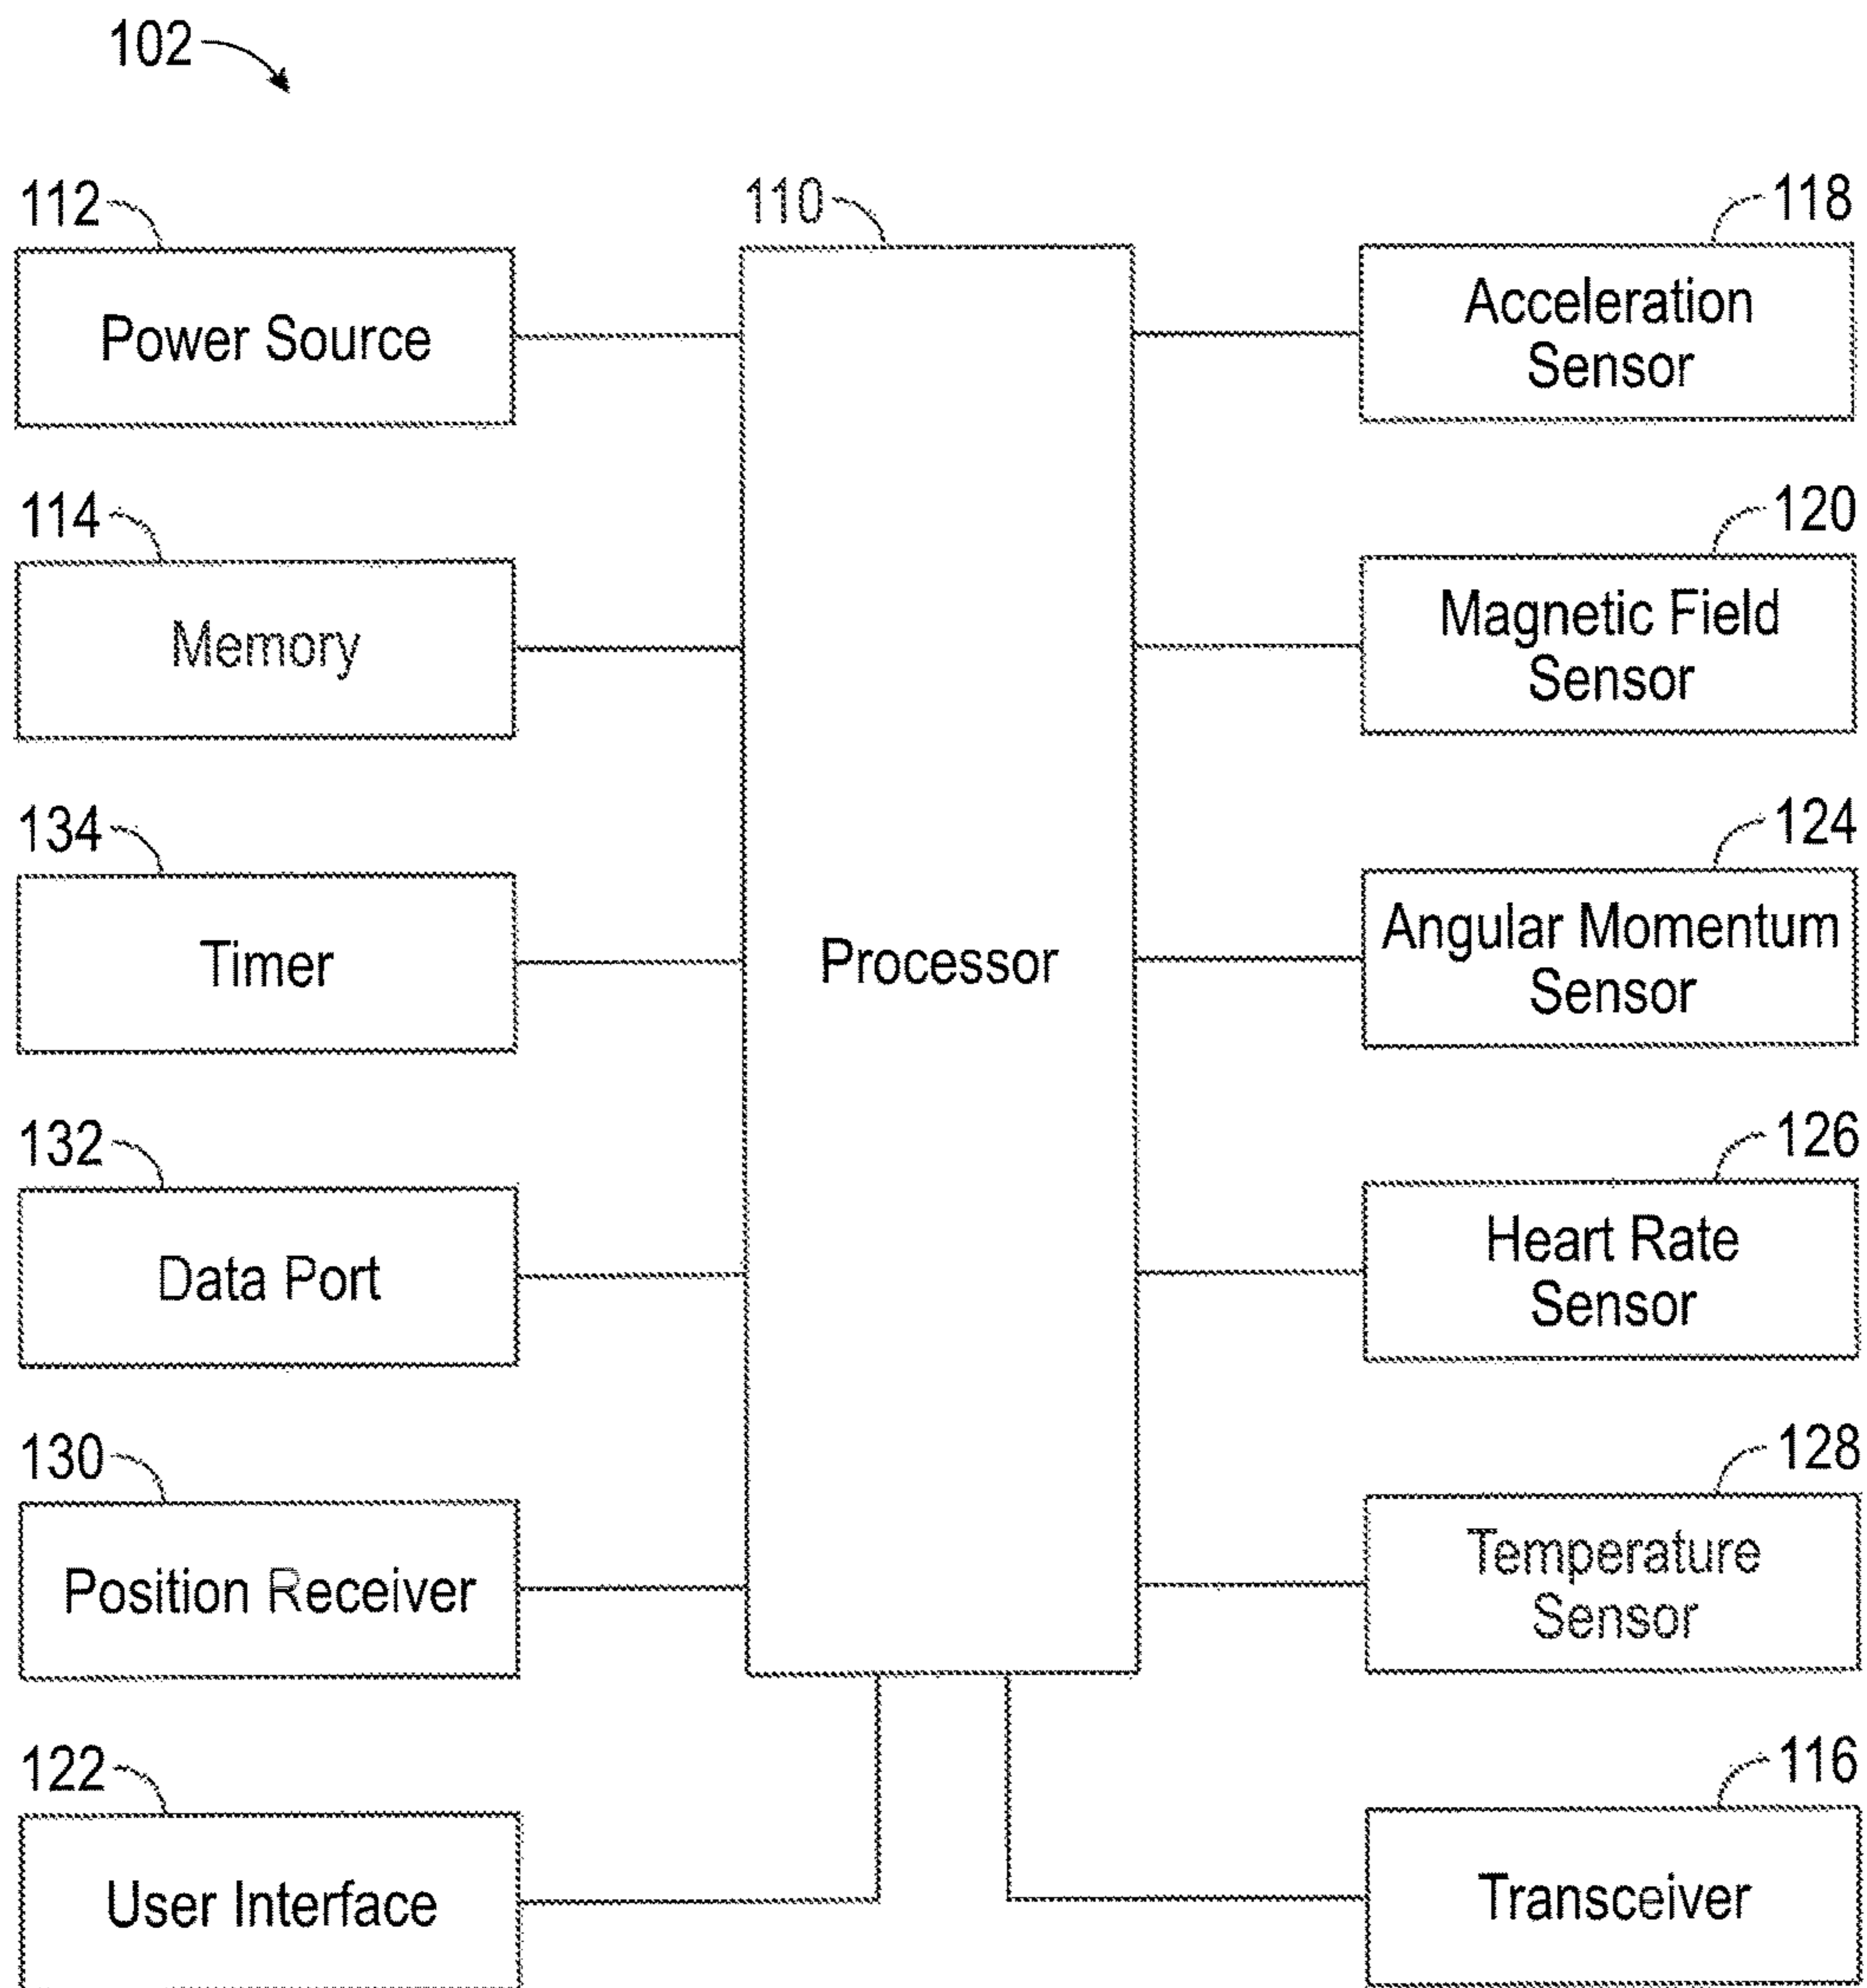 102
112
110
118
Power Source
Acceleration
Sensor
114
120
Memory
Magnetic Field
Sensor
134
124
Timer
Processor
Angular Momentum
Sensor
132
126
Data Port
Heart Rate
Sensor
130
128
Position Receiver
Temperature
Sensor
122
116
User Interface
Transceiver